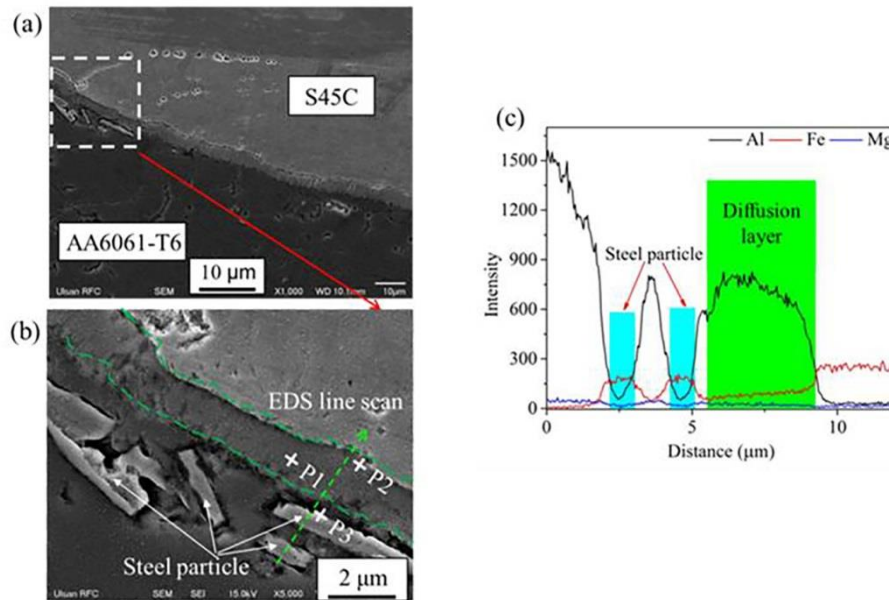 (a)
S45C
AA6061-T6
10 μm
Ulsan RFC SEM X1,000 WD 10.1mm 10μm
(b)
EDS line scan
P1
P2
P3
Steel particle
2 μm
Ulsan RFC SEM SEI 15.0kV X5,000
(c)
Al Fe Mg
Diffusion
layer
Steel particle
Intensity
1500
1200
900
600
300
0
0 5 10
Distance (μm)